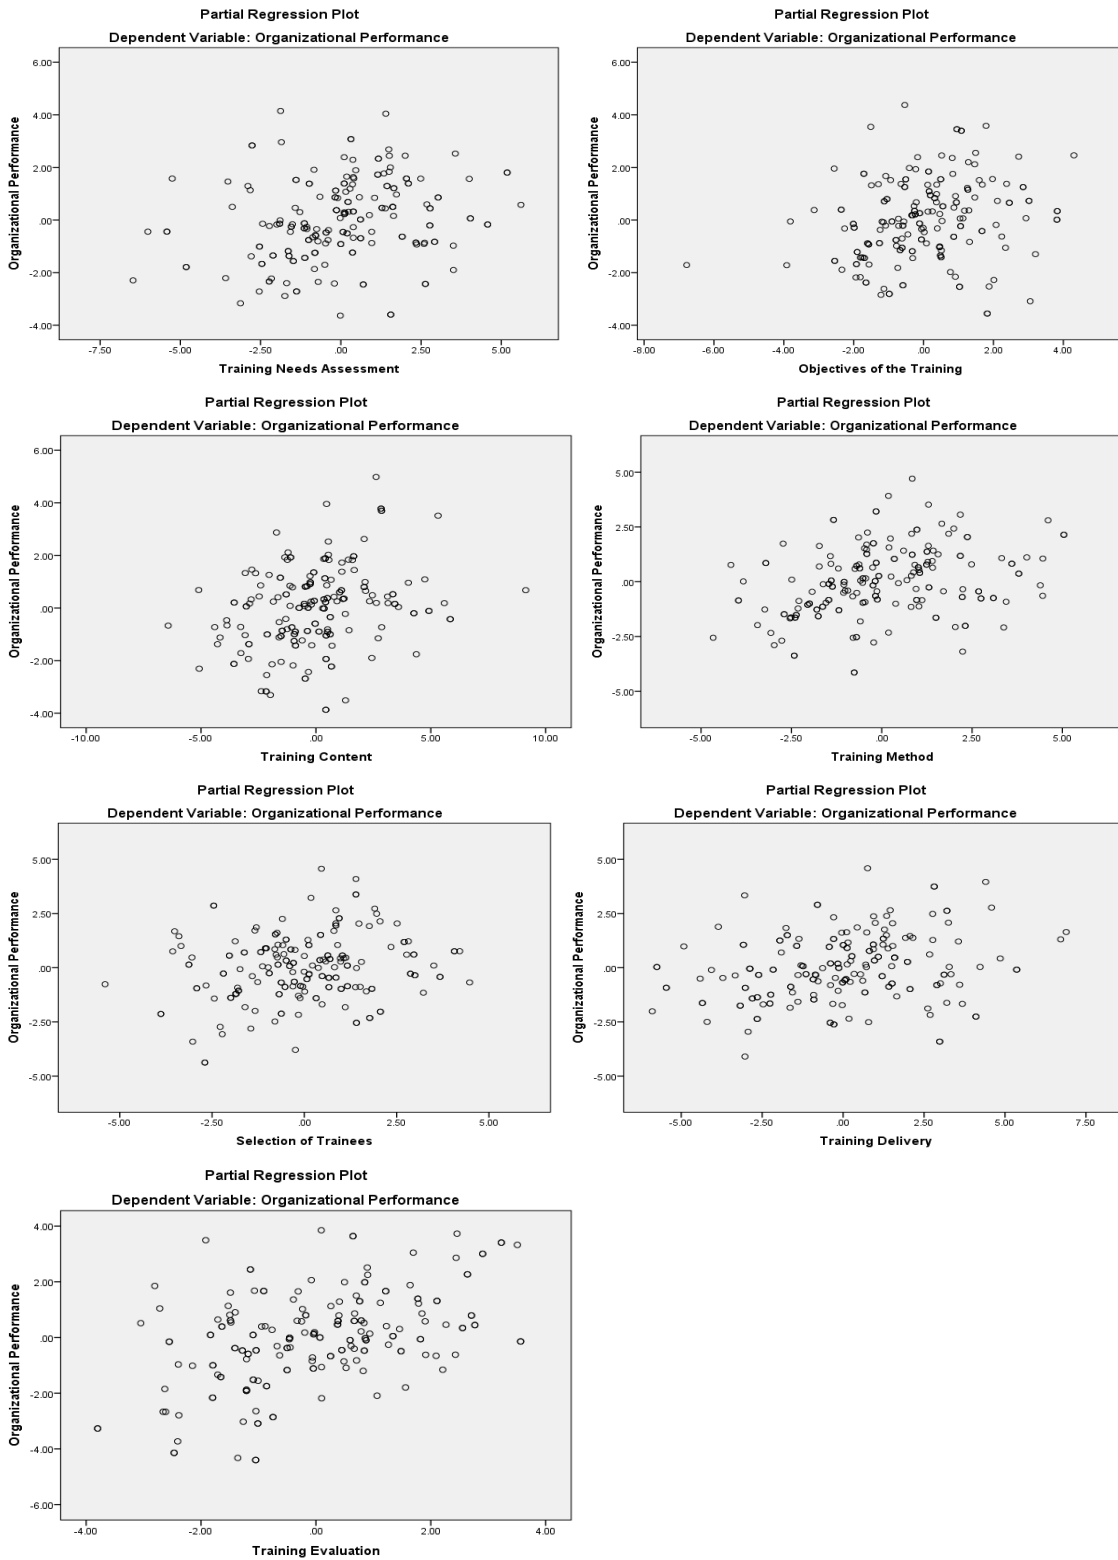 Partial Regression Plot
Dependent Variable: Organizational Performance
Organizational Performance
6.00
4.00
2.00
.00
-2.00
-4.00
-7.50 -5.00 -2.50 .00 2.50 5.00
Training Needs Assessment
Partial Regression Plot
Dependent Variable: Organizational Performance
Organizational Performance
6.00
4.00
2.00
.00
-2.00
-4.00
-8.00 -6.00 -4.00 -2.00 .00 2.00 4.00
Objectives of the Training
Partial Regression Plot
Dependent Variable: Organizational Performance
Organizational Performance
6.00
4.00
2.00
.00
-2.00
-4.00
-10.00 -5.00 .00 5.00 10.00
Training Content
Partial Regression Plot
Dependent Variable: Organizational Performance
Organizational Performance
5.00
2.50
.00
-2.50
-5.00
-5.00 -2.50 .00 2.50 5.00
Training Method
Partial Regression Plot
Dependent Variable: Organizational Performance
Organizational Performance
5.00
2.50
.00
-2.50
-5.00
-5.00 -2.50 .00 2.50 5.00
Selection of Trainees
Partial Regression Plot
Dependent Variable: Organizational Performance
Organizational Performance
5.00
2.50
.00
-2.50
-5.00
-5.00 -2.50 .00 2.50 5.00 7.50
Training Delivery
Partial Regression Plot
Dependent Variable: Organizational Performance
Organizational Performance
4.00
2.00
.00
-2.00
-4.00
-6.00
-4.00 -2.00 .00 2.00 4.00
Training Evaluation